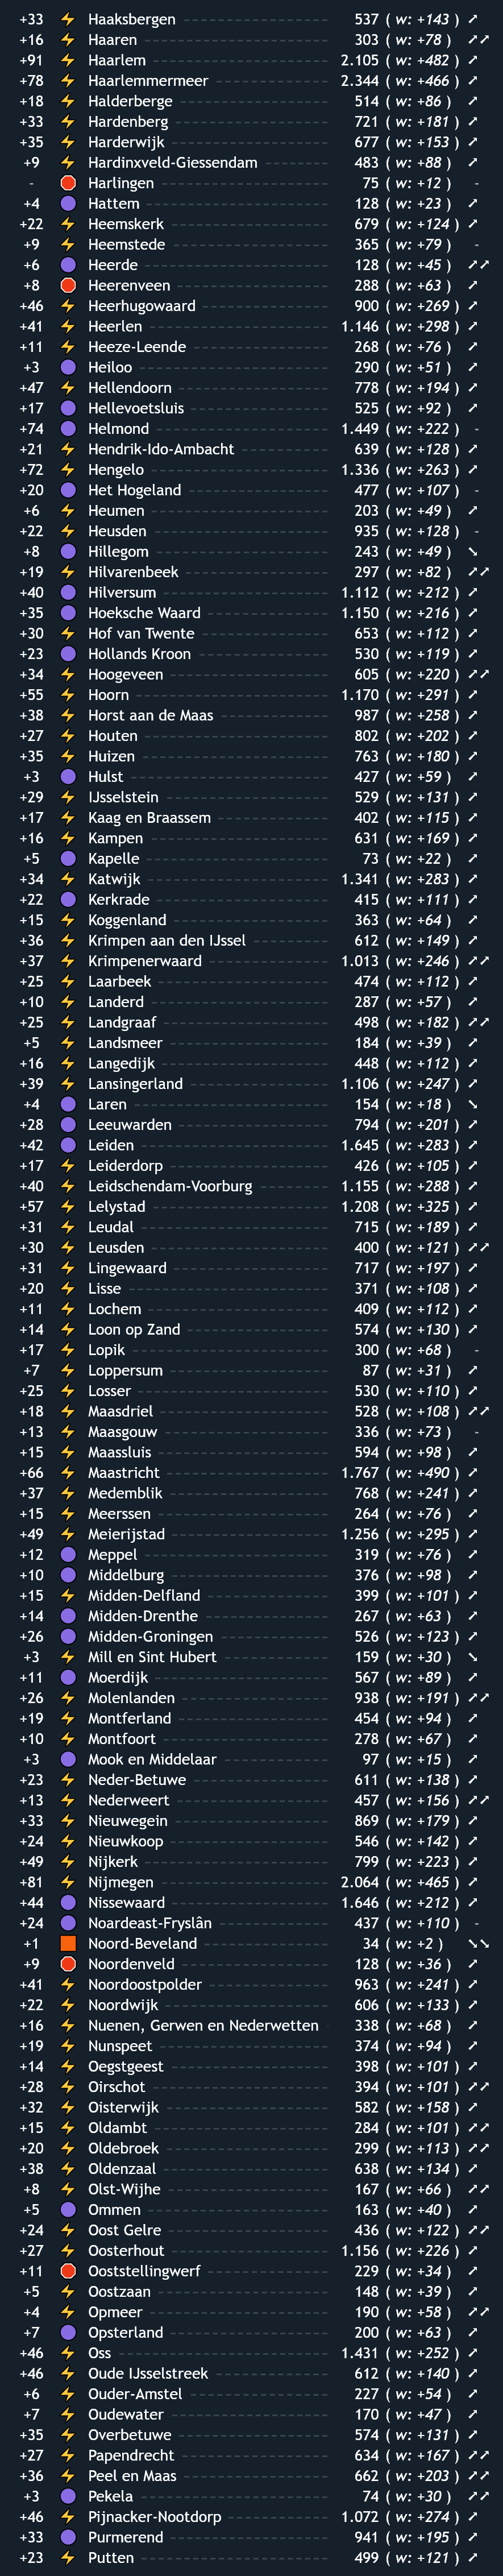 +33 Haaksbergen 537 ( w: +143 )
+16 Haaren 303 ( w: +78 )
+91 Haarlem 2.105 ( w: +482 )
+78 Haarlemmermeer 2.344 ( w: +466 )
+18 Halderberge 514 ( w: +86 )
+33 Hardenberg 721 ( w: +181 )
+35 Harderwijk 677 ( w: +153 )
+9 Hardinxveld-Giessendam 483 ( w: +88 )
- Harlingen 75 ( w: +12 ) -
+4 Hattem 128 ( w: +23 )
+22 Heemskerk 679 ( w: +124 )
+9 Heemstede 365 ( w: +79 ) -
+6 Heerde 128 ( w: +45 )
+8 Heerenveen 288 ( w: +63 )
+46 Heerhugowaard 900 ( w: +269 )
+41 Heerlen 1.146 ( w: +298 )
+11 Heeze-Leende 268 ( w: +76 )
+3 Heiloo 290 ( w: +51 )
+47 Hellendoorn 778 ( w: +194 )
+17 Hellevoetsluis 525 ( w: +92 )
+74 Helmond 1.449 ( w: +222 ) -
+21 Hendrik-Ido-Ambacht 639 ( w: +128 )
+72 Hengelo 1.336 ( w: +263 )
+20 Het Hogeland 477 ( w: +107 ) -
+6 Heumen 203 ( w: +49 )
+22 Heusden 935 ( w: +128 ) -
+8 Hillegom 243 ( w: +49 )
+19 Hilvarenbeek 297 ( w: +82 )
+40 Hilversum 1.112 ( w: +212 )
+35 Hoeksche Waard 1.150 ( w: +216 )
+30 Hof van Twente 653 ( w: +112 )
+23 Hollands Kroon 530 ( w: +119 )
+34 Hoogeveen 605 ( w: +220 )
+55 Hoorn 1.170 ( w: +291 )
+38 Horst aan de Maas 987 ( w: +258 )
+27 Houten 802 ( w: +202 )
+35 Huizen 763 ( w: +180 )
+3 Hulst 427 ( w: +59 )
+29 IJsselstein 529 ( w: +131 )
+17 Kaag en Braassem 402 ( w: +115 )
+16 Kampen 631 ( w: +169 )
+5 Kapelle 73 ( w: +22 )
+34 Katwijk 1.341 ( w: +283 )
+22 Kerkrade 415 ( w: +111 )
+15 Koggenland 363 ( w: +64 )
+36 Krimpen aan den IJssel 612 ( w: +149 )
+37 Krimpenerwaard 1.013 ( w: +246 )
+25 Laarbeek 474 ( w: +112 )
+10 Landerd 287 ( w: +57 )
+25 Landgraaf 498 ( w: +182 )
+5 Landsmeer 184 ( w: +39 )
+16 Langedijk 448 ( w: +112 )
+39 Lansingerland 1.106 ( w: +247 )
+4 Laren 154 ( w: +18 )
+28 Leeuwarden 794 ( w: +201 )
+42 Leiden 1.645 ( w: +283 )
+17 Leiderdorp 426 ( w: +105 )
+40 Leidschendam-Voorburg 1.155 ( w: +288 )
+57 Lelystad 1.208 ( w: +325 )
+31 Leudal 715 ( w: +189 )
+30 Leusden 400 ( w: +121 )
+31 Lingewaard 717 ( w: +197 )
+20 Lisse 371 ( w: +108 )
+11 Lochem 409 ( w: +112 )
+14 Loon op Zand 574 ( w: +130 )
+17 Lopik 300 ( w: +68 ) -
+7 Loppersum 87 ( w: +31 )
+25 Losser 530 ( w: +110 )
+18 Maasdriel 528 ( w: +108 )
+13 Maasgouw 336 ( w: +73 ) -
+15 Maassluis 594 ( w: +98 )
+66 Maastricht 1.767 ( w: +490 )
+37 Medemblik 768 ( w: +241 )
+15 Meerssen 264 ( w: +76 )
+49 Meierijstad 1.256 ( w: +295 )
+12 Meppel 319 ( w: +76 )
+10 Middelburg 376 ( w: +98 )
+15 Midden-Delfland 399 ( w: +101 )
+14 Midden-Drenthe 267 ( w: +63 )
+26 Midden-Groningen 526 ( w: +123 )
+3 Mill en Sint Hubert 159 ( w: +30 )
+11 Moerdijk 567 ( w: +89 )
+26 Molenlanden 938 ( w: +191 )
+19 Montferland 454 ( w: +94 )
+10 Montfoort 278 ( w: +67 )
+3 Mook en Middelaar 97 ( w: +15 )
+23 Neder-Betuwe 611 ( w: +138 )
+13 Nederweert 457 ( w: +156 )
+33 Nieuwegein 869 ( w: +179 )
+24 Nieuwkoop 546 ( w: +142 )
+49 Nijkerk 799 ( w: +223 )
+81 Nijmegen 2.064 ( w: +465 )
+44 Nissewaard 1.646 ( w: +212 )
+24 Noardeast-Fryslân 437 ( w: +110 ) -
+1 Noord-Beveland 34 ( w: +2 )
+9 Noordenveld 128 ( w: +36 )
+41 Noordoostpolder 963 ( w: +241 )
+22 Noordwijk 606 ( w: +133 )
+16 Nuenen, Gerwen en Nederwetten 338 ( w: +68 )
+19 Nunspeet 374 ( w: +94 )
+14 Oegstgeest 398 ( w: +101 )
+28 Oirschot 394 ( w: +101 )
+32 Oisterwijk 582 ( w: +158 )
+15 Oldambt 284 ( w: +101 )
+20 Oldebroek 299 ( w: +113 )
+38 Oldenzaal 638 ( w: +134 )
+8 Olst-Wijhe 167 ( w: +66 )
+5 Ommen 163 ( w: +40 )
+24 Oost Gelre 436 ( w: +122 )
+27 Oosterhout 1.156 ( w: +226 )
+11 Ooststellingwerf 229 ( w: +34 )
+5 Oostzaan 148 ( w: +39 )
+4 Opmeer 190 ( w: +58 )
+7 Opsterland 200 ( w: +63 )
+46 Oss 1.431 ( w: +252 )
+46 Oude IJsselstreek 612 ( w: +140 )
+6 Ouder-Amstel 227 ( w: +54 )
+7 Oudewater 170 ( w: +47 )
+35 Overbetuwe 574 ( w: +131 )
+27 Papendrecht 634 ( w: +167 )
+36 Peel en Maas 662 ( w: +203 )
+3 Pekela 74 ( w: +30 )
+46 Pijnacker-Nootdorp 1.072 ( w: +274 )
+33 Purmerend 941 ( w: +195 )
+23 Putten 499 ( w: +121 )